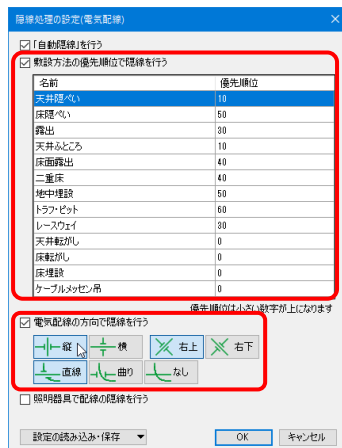 隠線処理の設定(電気配線)
「自動隠線」を行う
敷設方法の優先順位で隠線を行う
名前 優先順位
天井隠ぺい 10
床隠ぺい 50
露出 30
天井ふところ 10
床面露出 40
二重床 40
地中埋設 50
トラフ・ピット 60
レースウェイ 30
天井転がし 0
床転がし 0
床埋設 0
ケーブルメッセン吊 0
優先順位は小さい数字が上になります
電気配線の方向で隠線を行う
縦 横 右上 右下
直線 曲り なし
照明器具で配線の隠線を行う
設定の読み込み・保存 OK キャンセル